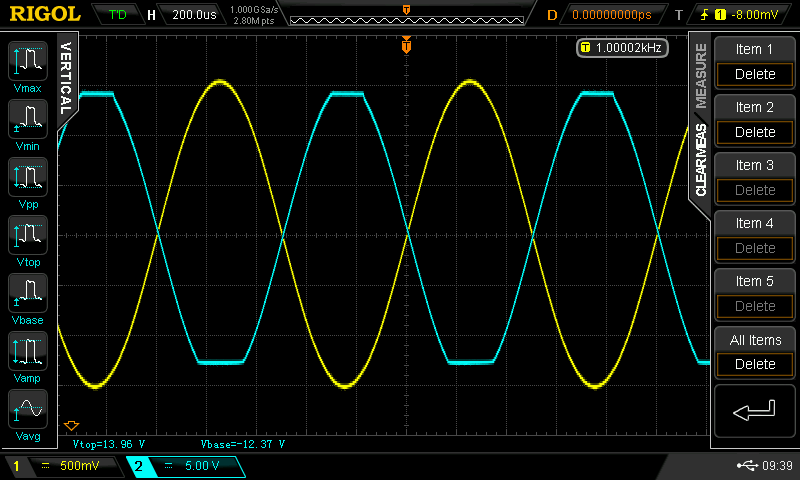 RIGOL T'D H 200.0us 1.000GSa/s 2.80M pts D 0.00000000ps T 1 -8.00mV
T
T 1.00002kHz
VERTICAL
Vmax
Vmin
Vpp
Vtop
Vbase
Vamp
Vavg
MEASURE
CLEARMEAS
Item 1
Delete
Item 2
Delete
Item 3
Delete
Item 4
Delete
Item 5
Delete
All Items
Delete
Vtop=13.96 V Vbase=-12.37 V
1 500mV 2 5.00 V 09:39